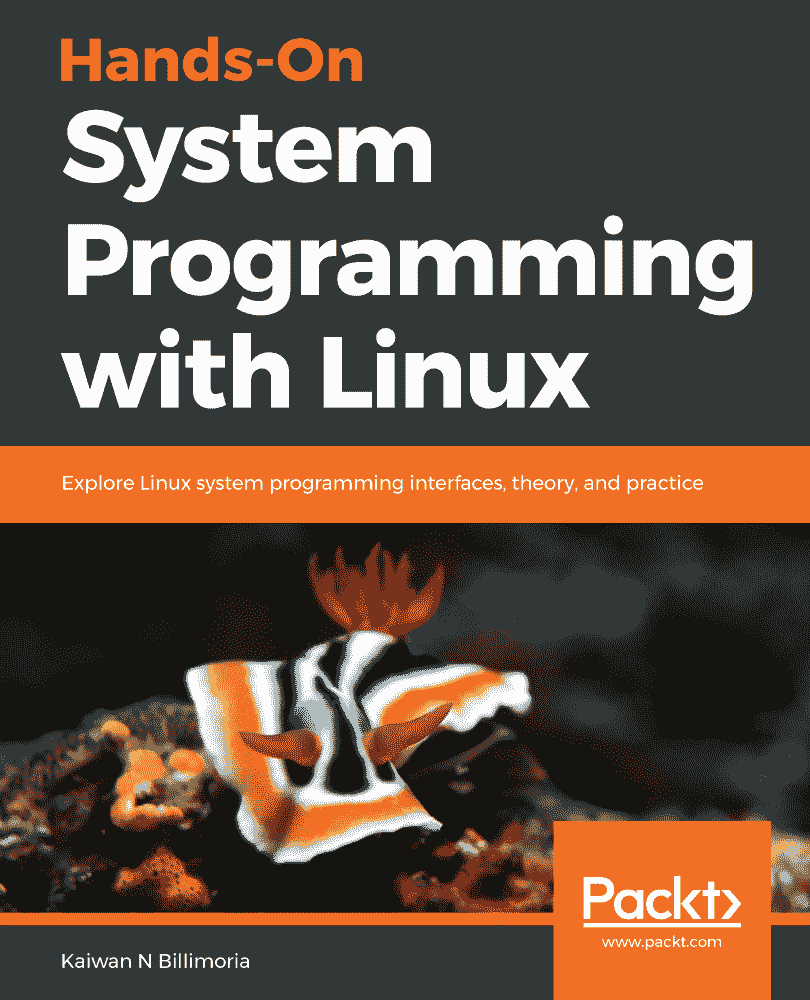 Hands-On
System
Programming
with Linux
Explore Linux system programming interfaces, theory, and practice
Packt
www.packt.com
Kaiwan N Billimoria